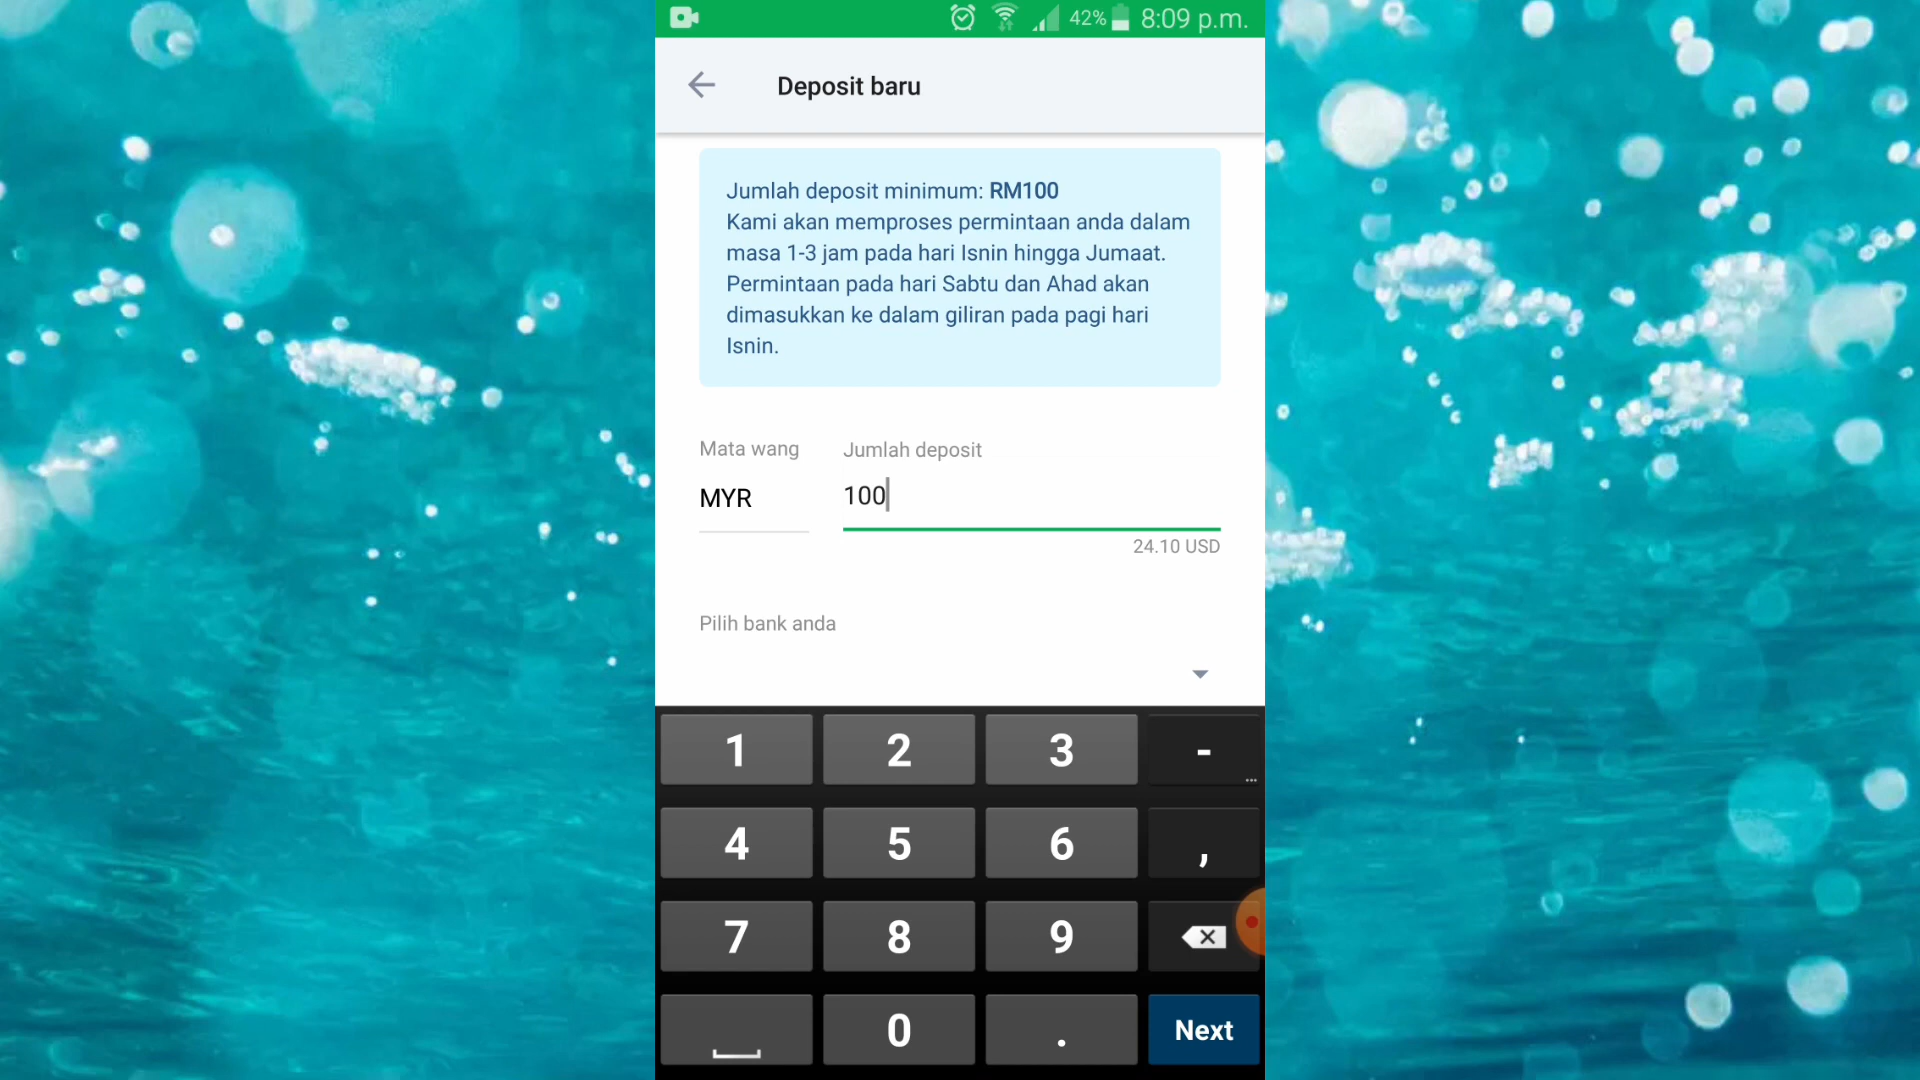 42% 8:09 p.m.
Deposit baru
Jumlah deposit minimum: RM100
Kami akan memproses permintaan anda dalam
masa 1-3 jam pada hari Isnin hingga Jumaat.
Permintaan pada hari Sabtu dan Ahad akan
dimasukkan ke dalam giliran pada pagi hari
Isnin.
Mata wang Jumlah deposit
MYR 100
24.10 USD
Pilih bank anda
1 2 3 - ...
4 5 6 ,
7 8 9
0 . Next